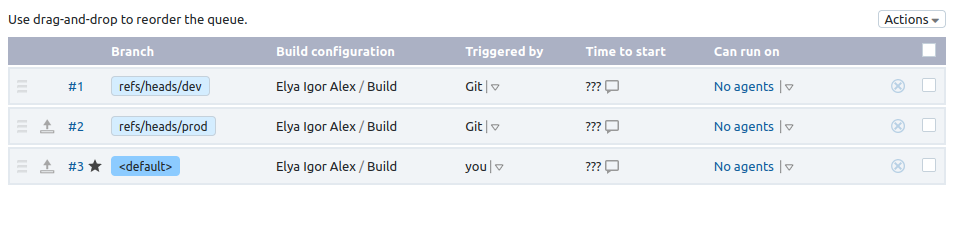 Use drag-and-drop to reorder the queue. Actions
Branch Build configuration Triggered by Time to start Can run on
#1 refs/heads/dev Elya Igor Alex / Build Git ??? No agents
#2 refs/heads/prod Elya Igor Alex / Build Git ??? No agents
#3 <default> Elya Igor Alex / Build you ??? No agents